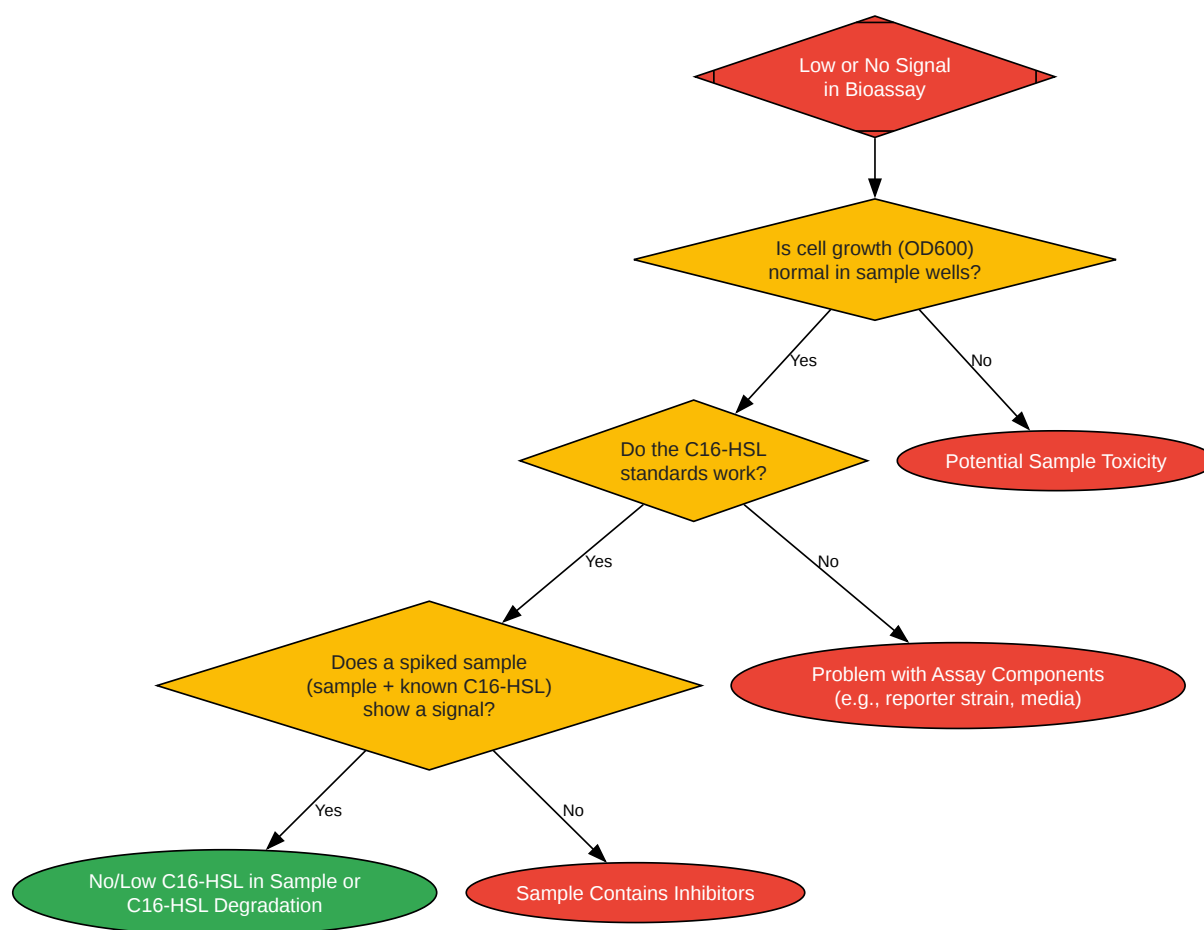 Low or No Signal
in Bioassay
Is cell growth (OD600)
normal in sample wells?
Yes
No
Do the C16-HSL
standards work?
Potential Sample Toxicity
Yes
No
Does a spiked sample
(sample + known C16-HSL)
show a signal?
Problem with Assay Components
(e.g., reporter strain, media)
Yes
No
No/Low C16-HSL in Sample or
C16-HSL Degradation
Sample Contains Inhibitors